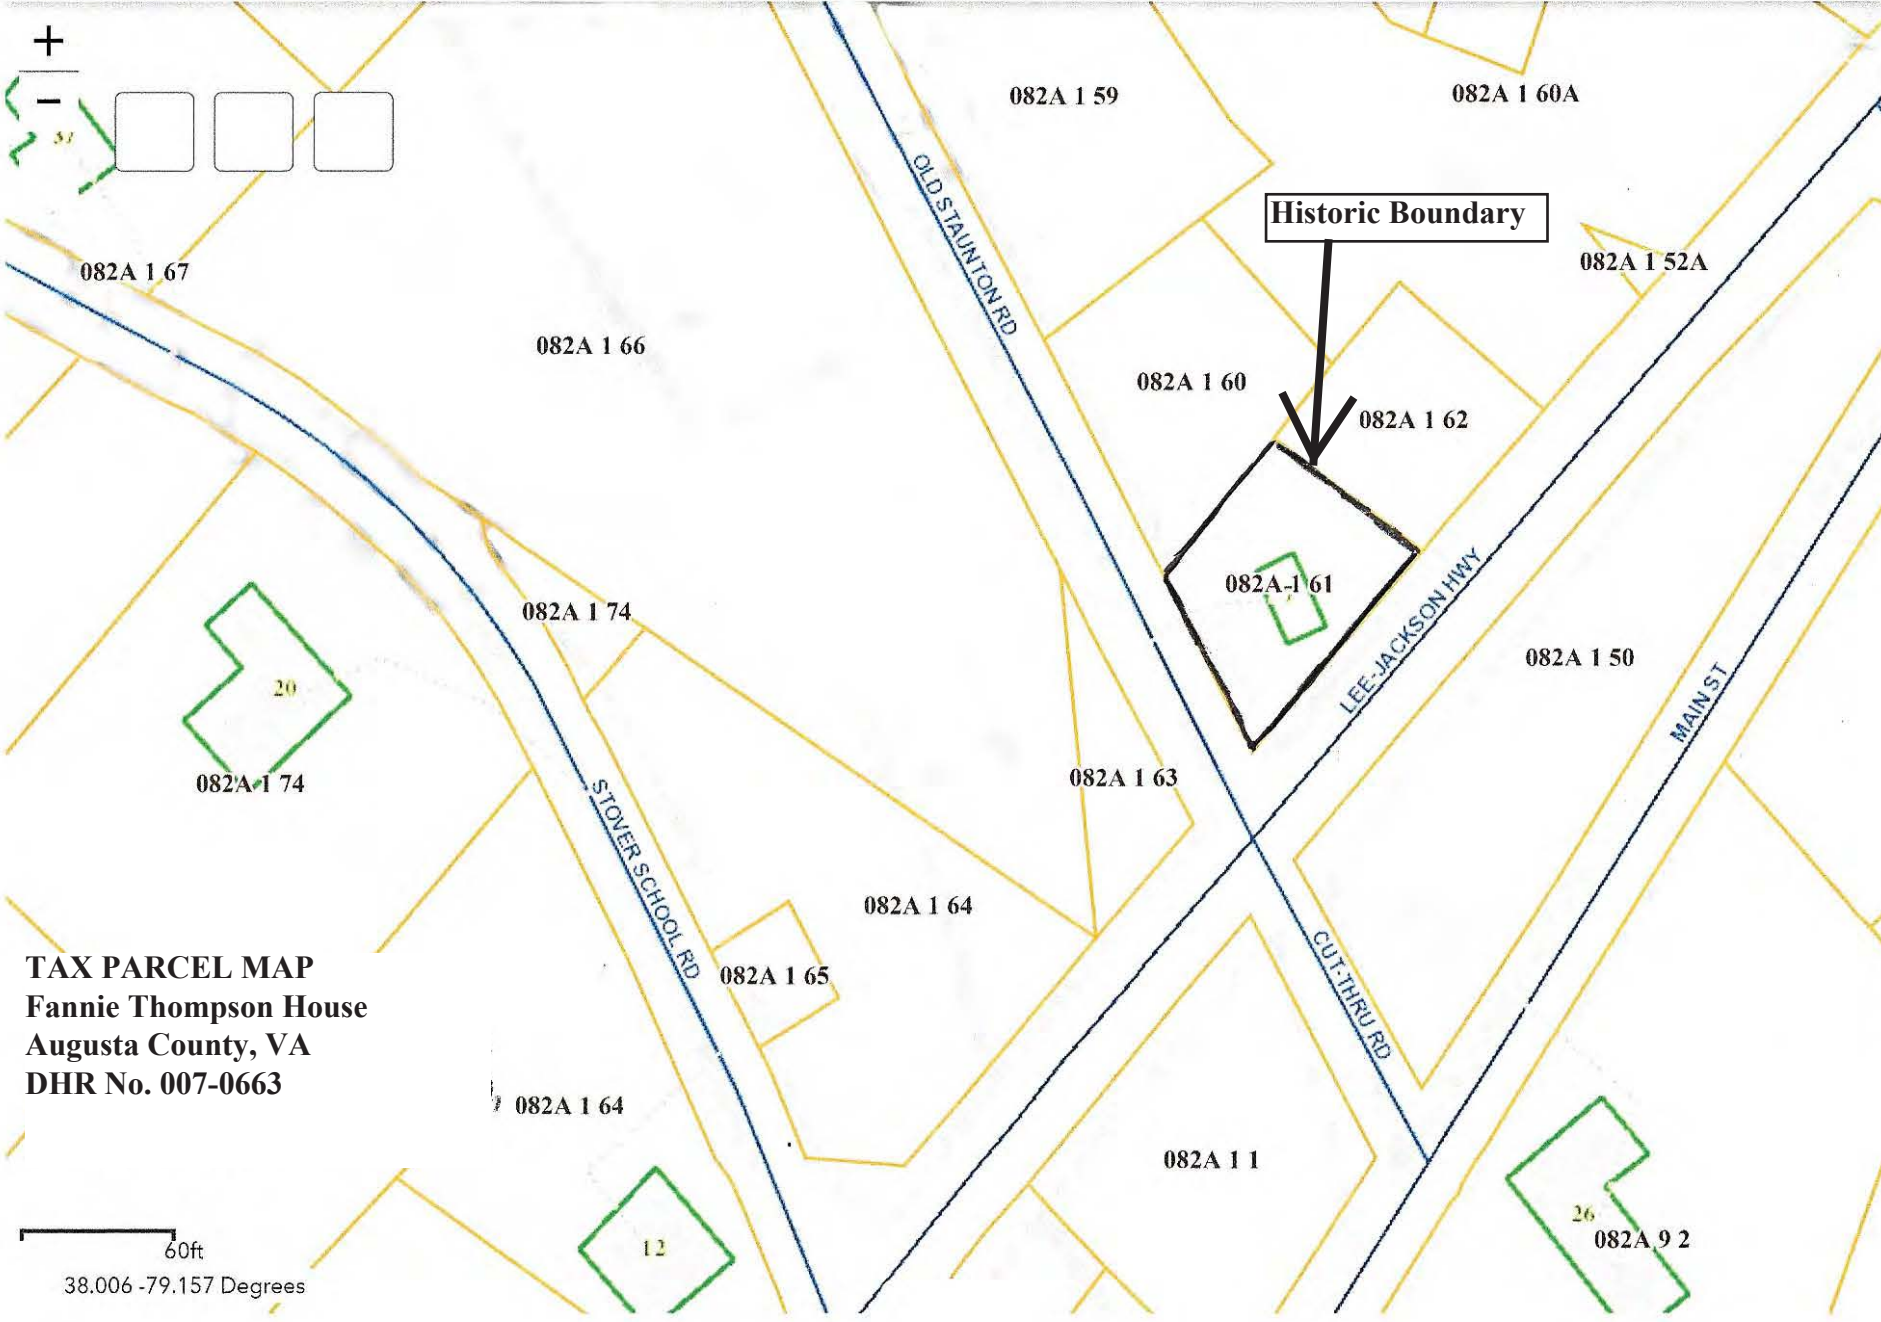 +
−
51
082A 1 59
082A 1 60A
OLD STAUNTON RD
Historic Boundary
082A 1 52A
082A 1 67
082A 1 66
082A 1 60
082A 1 62
082A 1 61
LEE-JACKSON HWY
082A 1 74
082A 1 50
MAIN ST
20
082A 1 74
082A 1 63
STOVER SCHOOL RD
082A 1 64
082A 1 65
CUT-THRU RD
TAX PARCEL MAP
Fannie Thompson House
Augusta County, VA
DHR No. 007-0663
082A 1 64
082A 1 1
26
082A 9 2
12
60ft
38.006 -79.157 Degrees